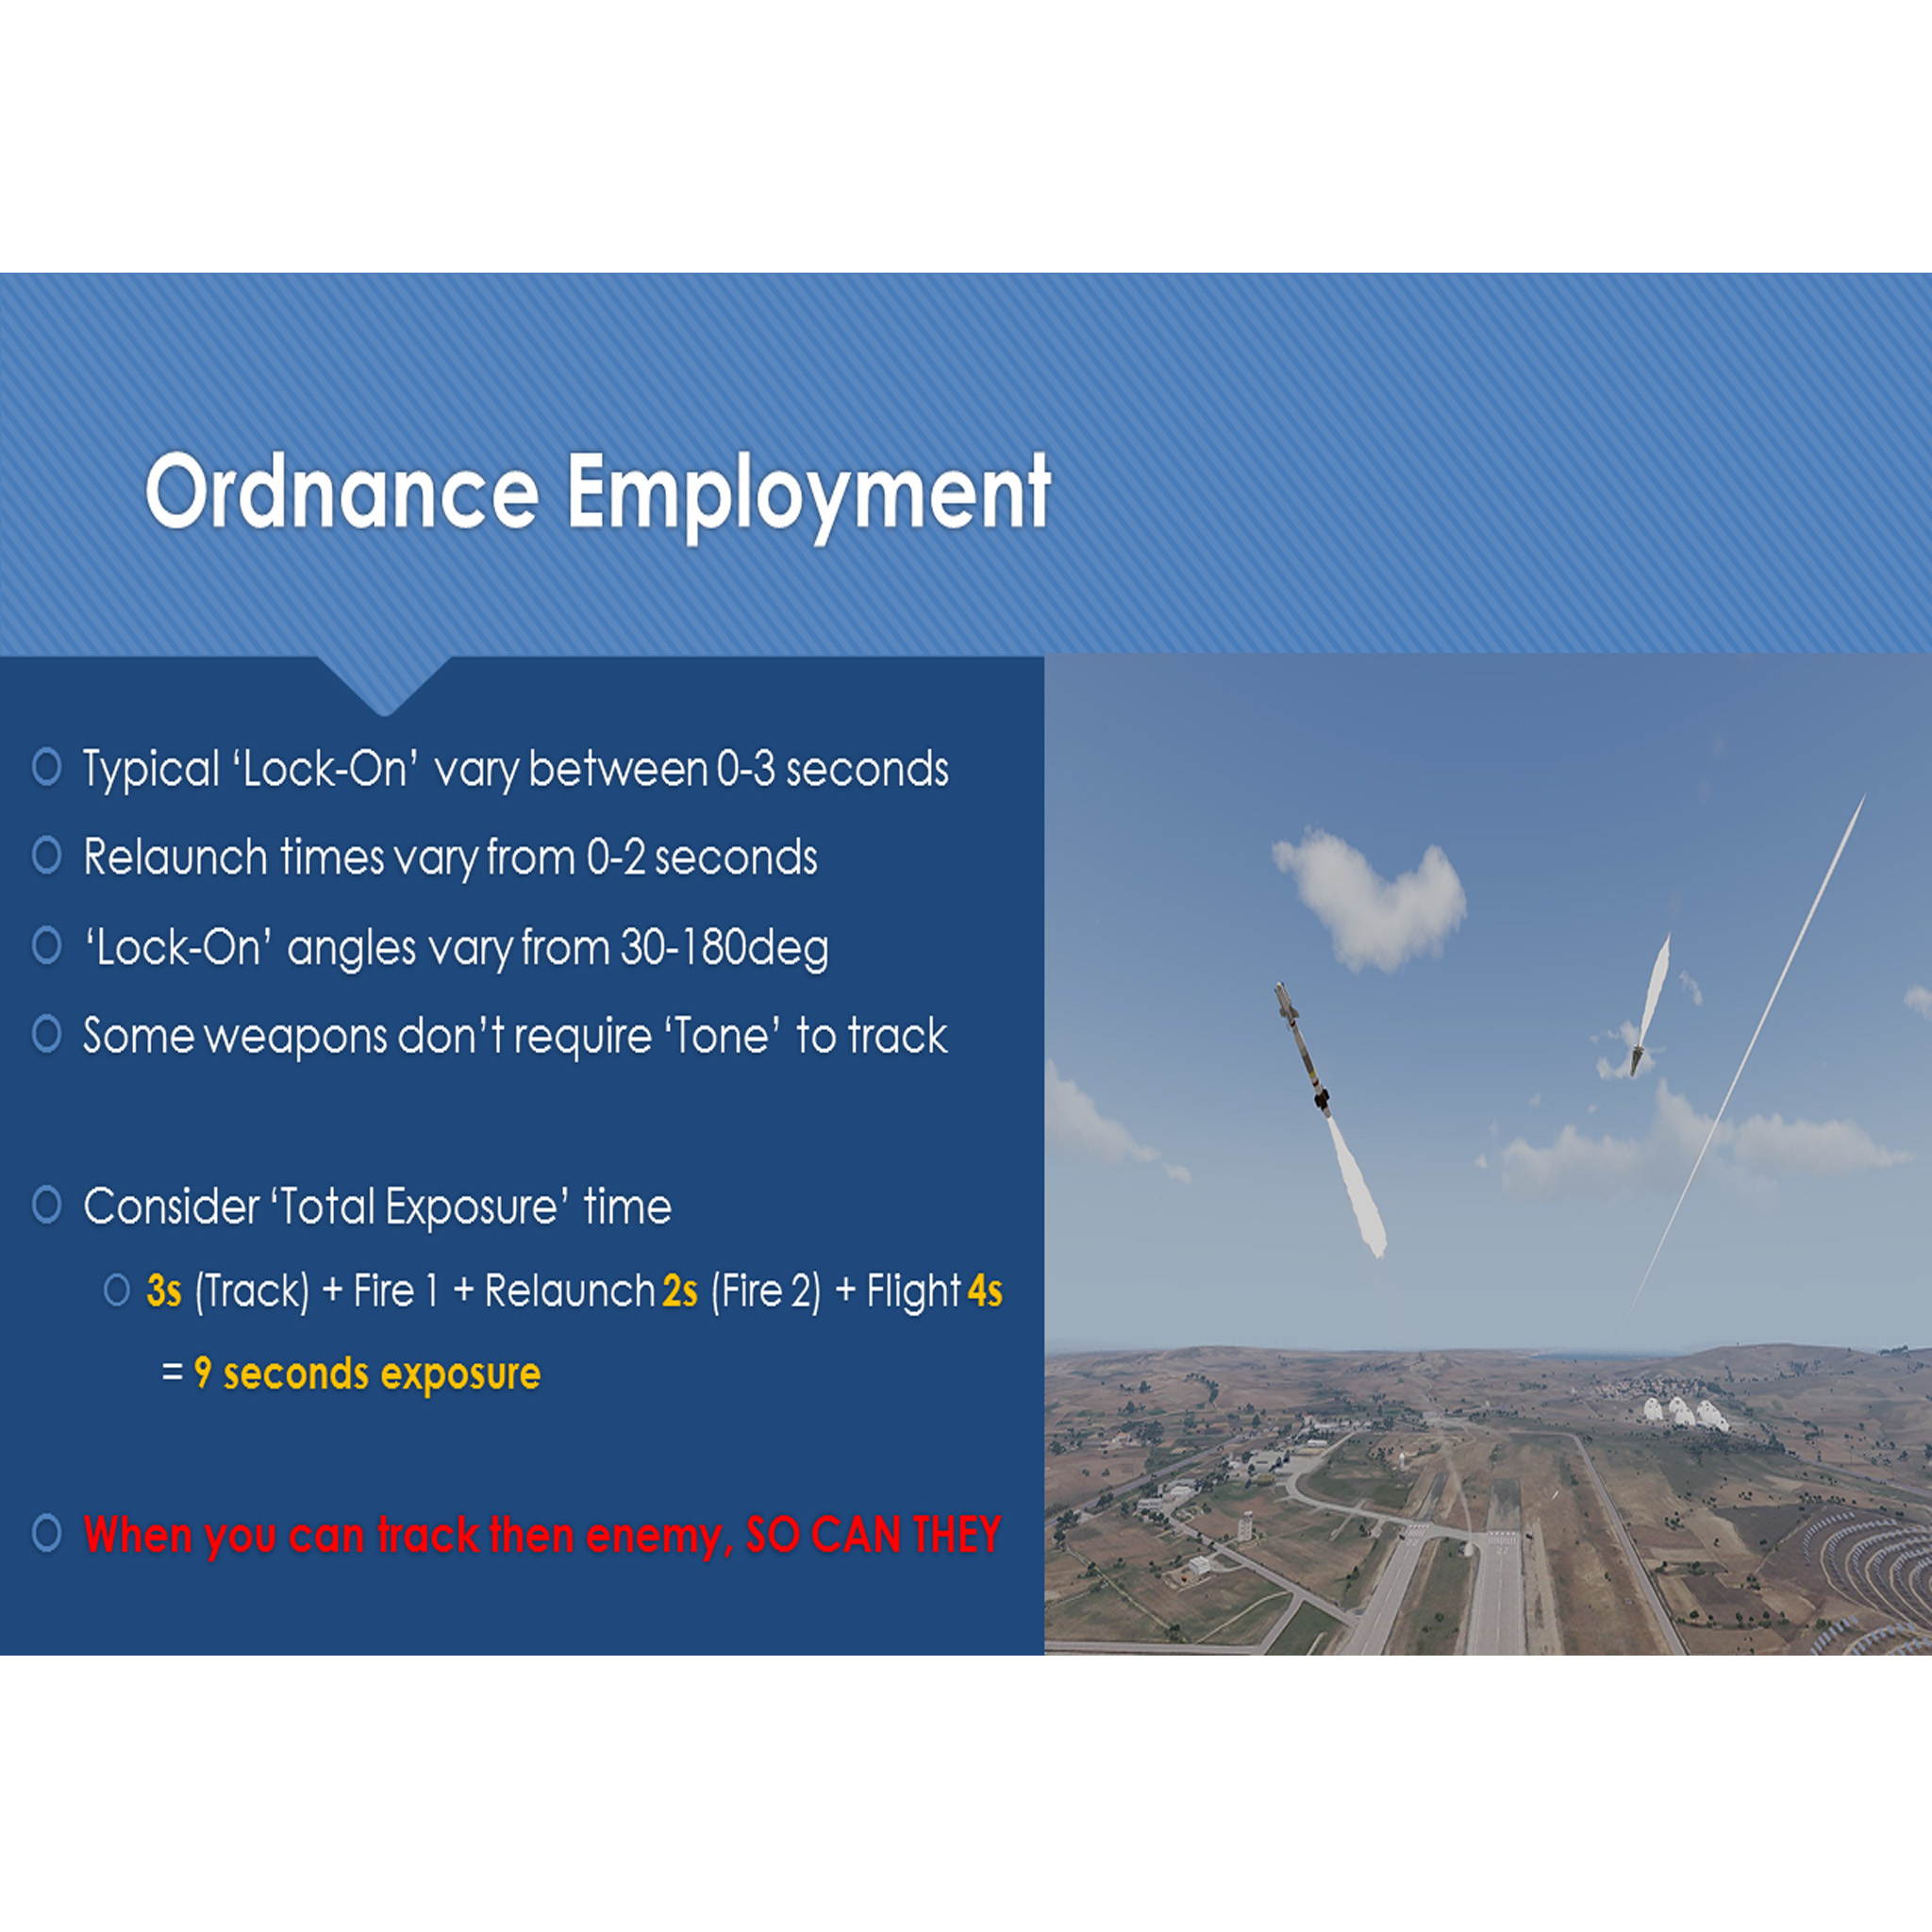 Ordnance Employment
Typical ‘Lock-On’ vary between 0-3 seconds
Relaunch times vary from 0-2 seconds
‘Lock-On’ angles vary from 30-180deg
Some weapons don’t require ‘Tone’ to track
Consider ‘Total Exposure’ time
3s (Track) + Fire 1 + Relaunch 2s (Fire 2) + Flight 4s
= 9 seconds exposure
When you can track then enemy, SO CAN THEY